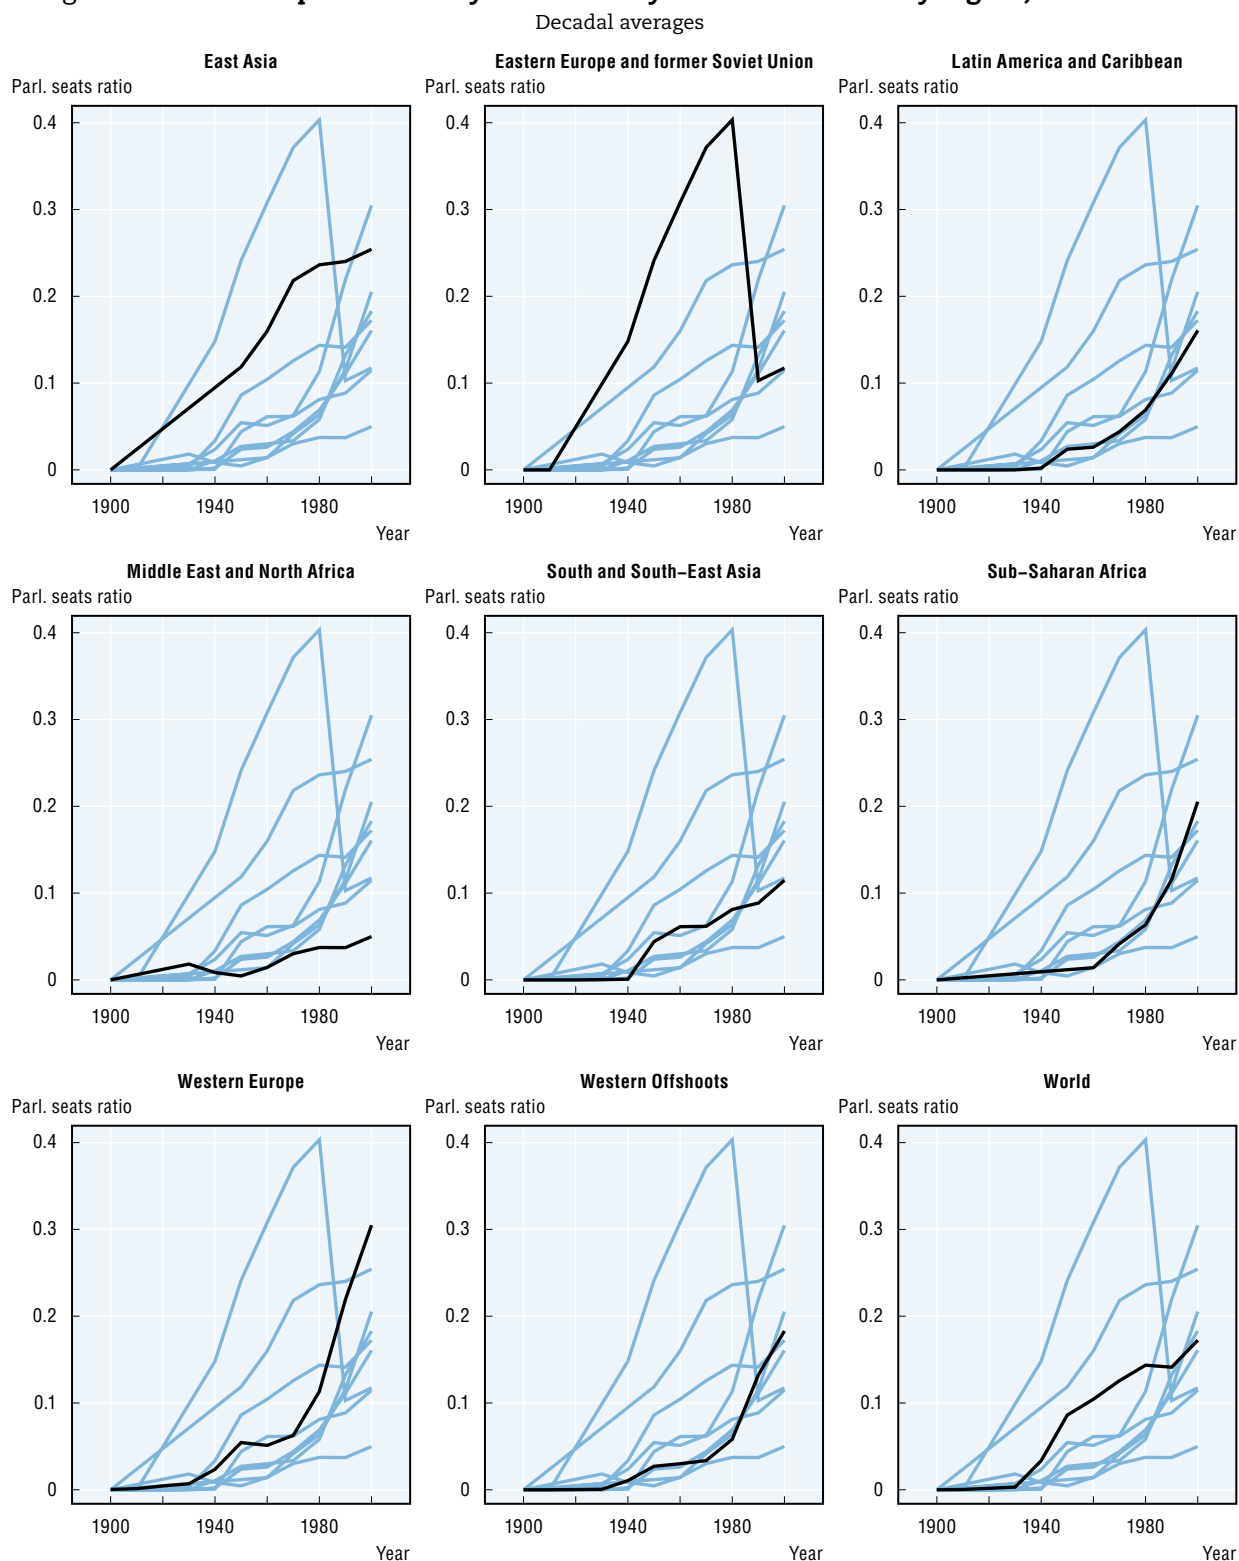 Decadal averages
East Asia
Eastern Europe and former Soviet Union
Latin America and Caribbean
Parl. seats ratio
Parl. seats ratio
Parl. seats ratio
0.4
0.4
0.4
0.3
0.3
0.3
0.2
0.2
0.2
0.1
0.1
0.1
0
0
0
1900 1940 1980
1900 1940 1980
1900 1940 1980
Year
Year
Year
Middle East and North Africa
South and South–East Asia
Sub–Saharan Africa
Parl. seats ratio
Parl. seats ratio
Parl. seats ratio
0.4
0.4
0.4
0.3
0.3
0.3
0.2
0.2
0.2
0.1
0.1
0.1
0
0
0
1900 1940 1980
1900 1940 1980
1900 1940 1980
Year
Year
Year
Western Europe
Western Offshoots
World
Parl. seats ratio
Parl. seats ratio
Parl. seats ratio
0.4
0.4
0.4
0.3
0.3
0.3
0.2
0.2
0.2
0.1
0.1
0.1
0
0
0
1900 1940 1980
1900 1940 1980
1900 1940 1980
Year
Year
Year